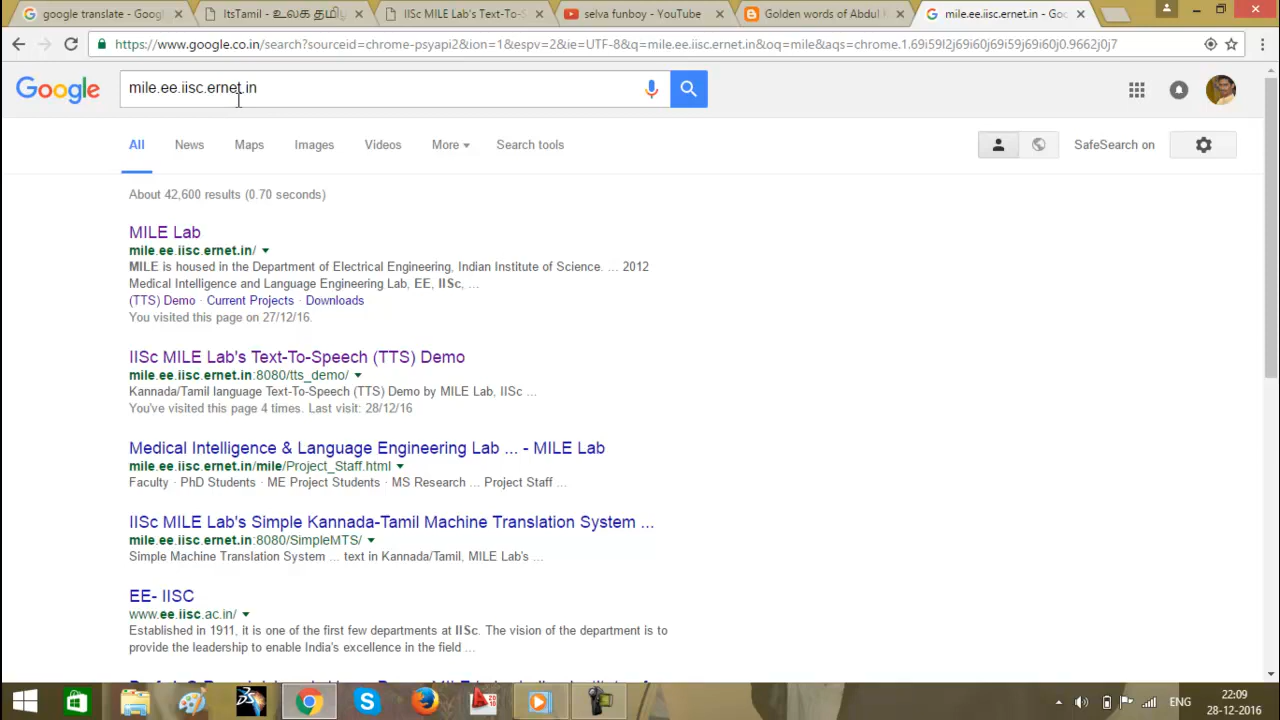 google translate - Googl
ItsTamil - உலக தமி
IISc MILE Lab's Text-To-S
selva funboy - YouTube
Golden words of Abdul K
mile.ee.iisc.ernet.in - Goo
https://www.google.co.in/search?sourceid=chrome-psyapi2&ion=1&espv=2&ie=UTF-8&q=mile.ee.iisc.ernet.in&oq=mile&aqs=chrome.1.69i59l2j69i60j69i59j69i60j0.9662j0j7
Google
mile.ee.iisc.ernet.in
All News Maps Images Videos More Search tools
SafeSearch on
About 42,600 results (0.70 seconds)
MILE Lab
mile.ee.iisc.ernet.in/
MILE is housed in the Department of Electrical Engineering, Indian Institute of Science. ... 2012
Medical Intelligence and Language Engineering Lab, EE, IISc, ...
(TTS) Demo · Current Projects · Downloads
You visited this page on 27/12/16.
IISc MILE Lab's Text-To-Speech (TTS) Demo
mile.ee.iisc.ernet.in:8080/tts_demo/
Kannada/Tamil language Text-To-Speech (TTS) Demo by MILE Lab, IISc ...
You've visited this page 4 times. Last visit: 28/12/16
Medical Intelligence & Language Engineering Lab ... - MILE Lab
mile.ee.iisc.ernet.in/mile/Project_Staff.html
Faculty · PhD Students · ME Project Students · MS Research ... Project Staff ...
IISc MILE Lab's Simple Kannada-Tamil Machine Translation System ...
mile.ee.iisc.ernet.in:8080/SimpleMTS/
Simple Machine Translation System ... text in Kannada/Tamil, MILE Lab's ...
EE- IISC
www.ee.iisc.ac.in/
Established in 1911, it is one of the first few departments at IISc. The vision of the department is to
provide the leadership to enable India's excellence in the field ...
ENG
22:09
28-12-2016